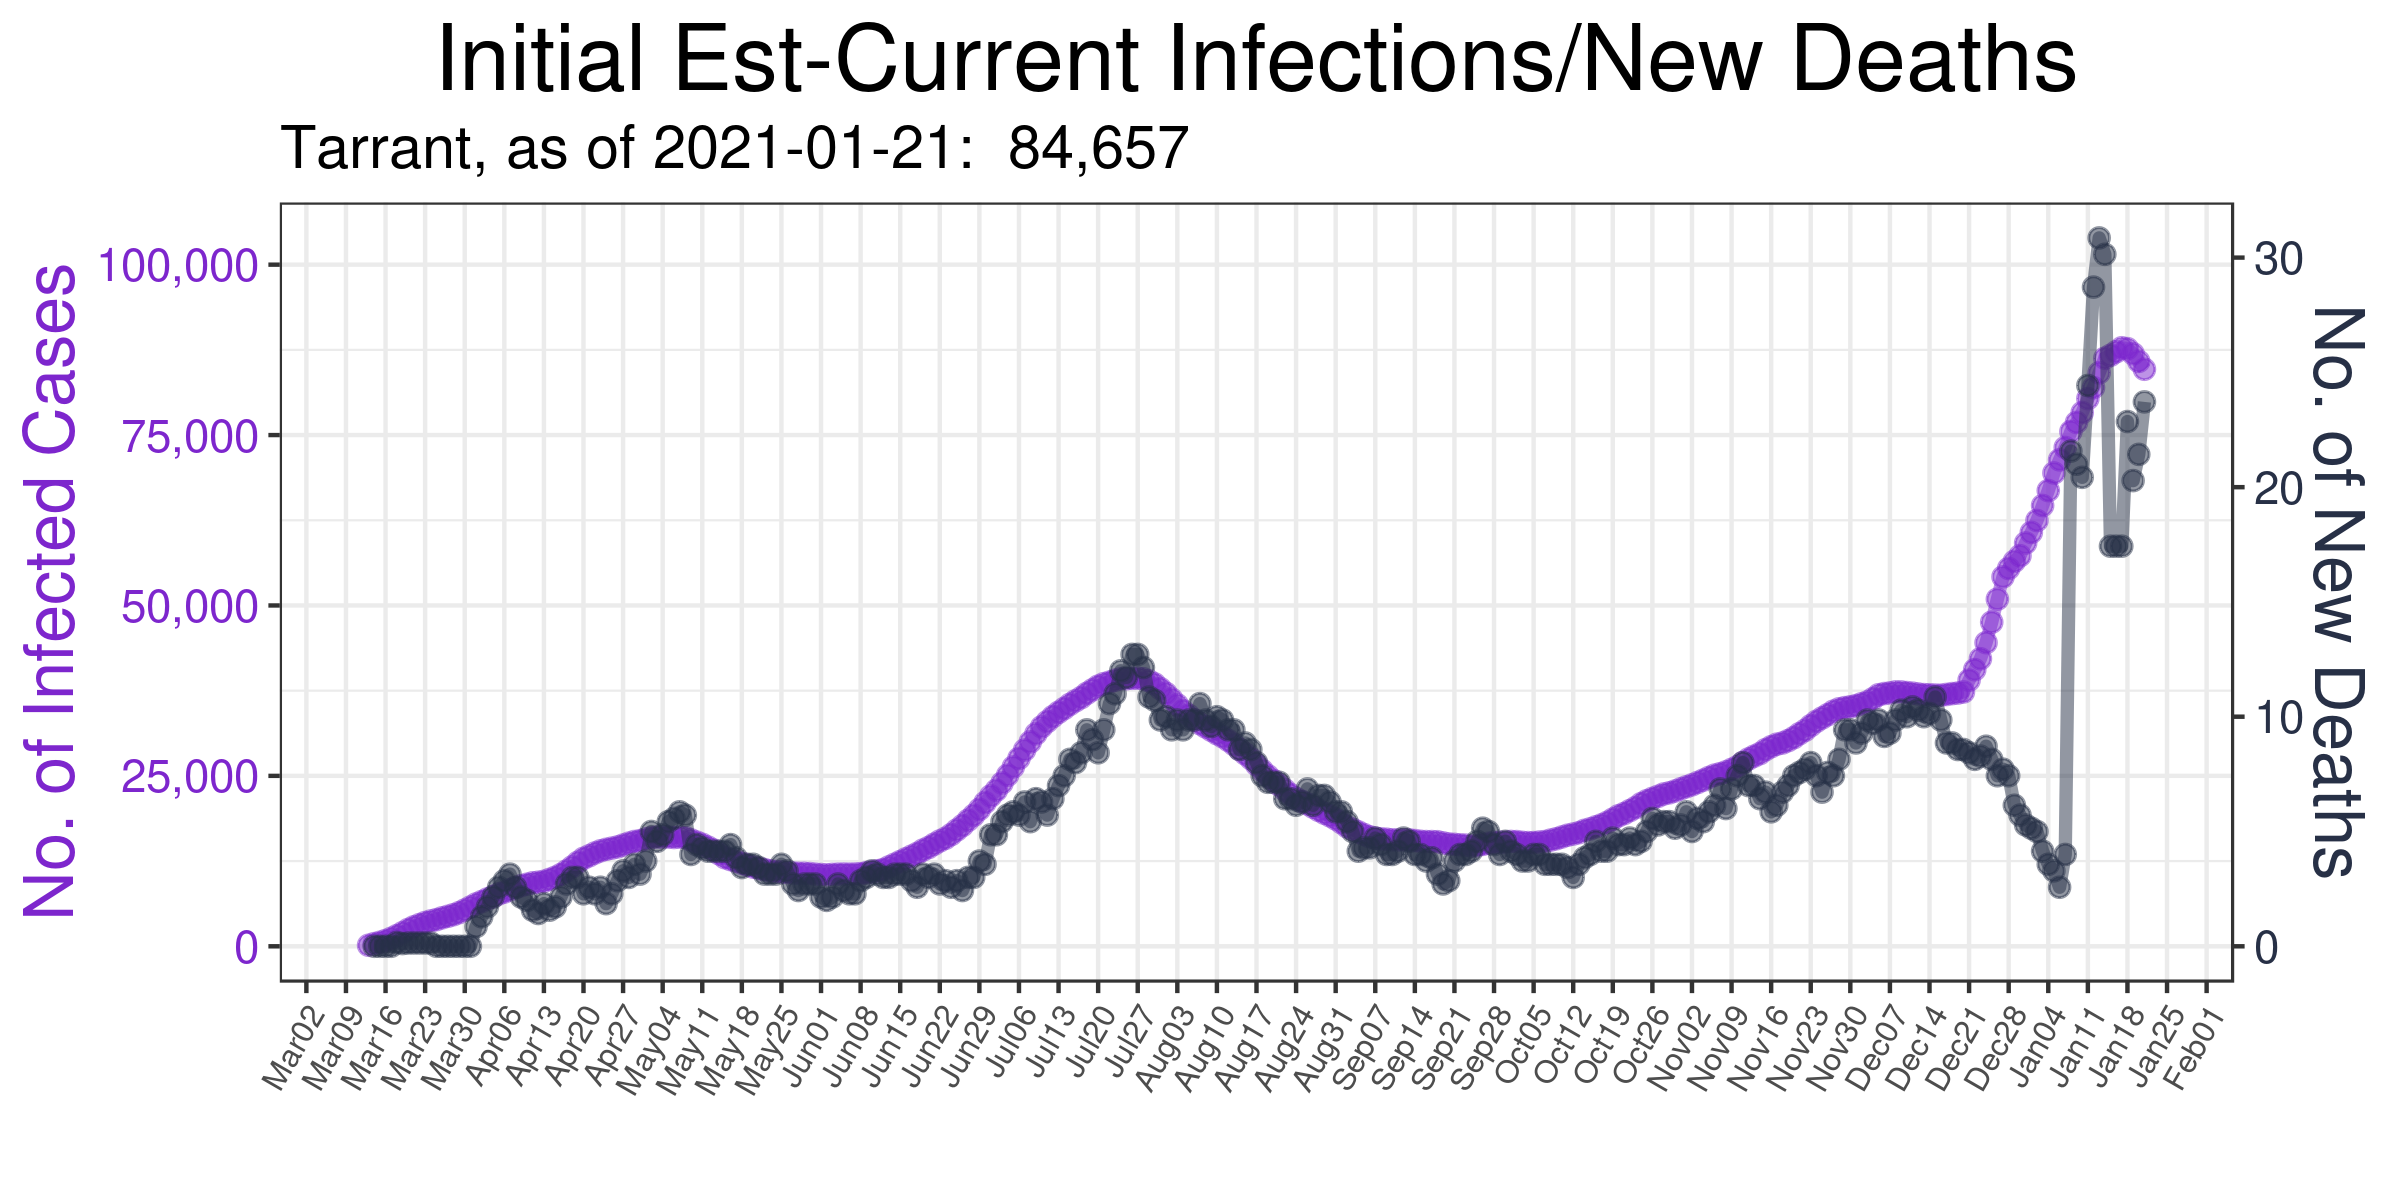 Initial Est-Current Infections/New Deaths
Tarrant, as of 2021-01-21:  84,657
No. of Infected Cases
100,000
75,000
50,000
25,000
0
30
20
10
0
No. of New Deaths
Mar02
Mar09
Mar16
Mar23
Mar30
Apr06
Apr13
Apr20
Apr27
May04
May11
May18
May25
Jun01
Jun08
Jun15
Jun22
Jun29
Jul06
Jul13
Jul20
Jul27
Aug03
Aug10
Aug17
Aug24
Aug31
Sep07
Sep14
Sep21
Sep28
Oct05
Oct12
Oct19
Oct26
Nov02
Nov09
Nov16
Nov23
Nov30
Dec07
Dec14
Dec21
Dec28
Jan04
Jan11
Jan18
Jan25
Feb01